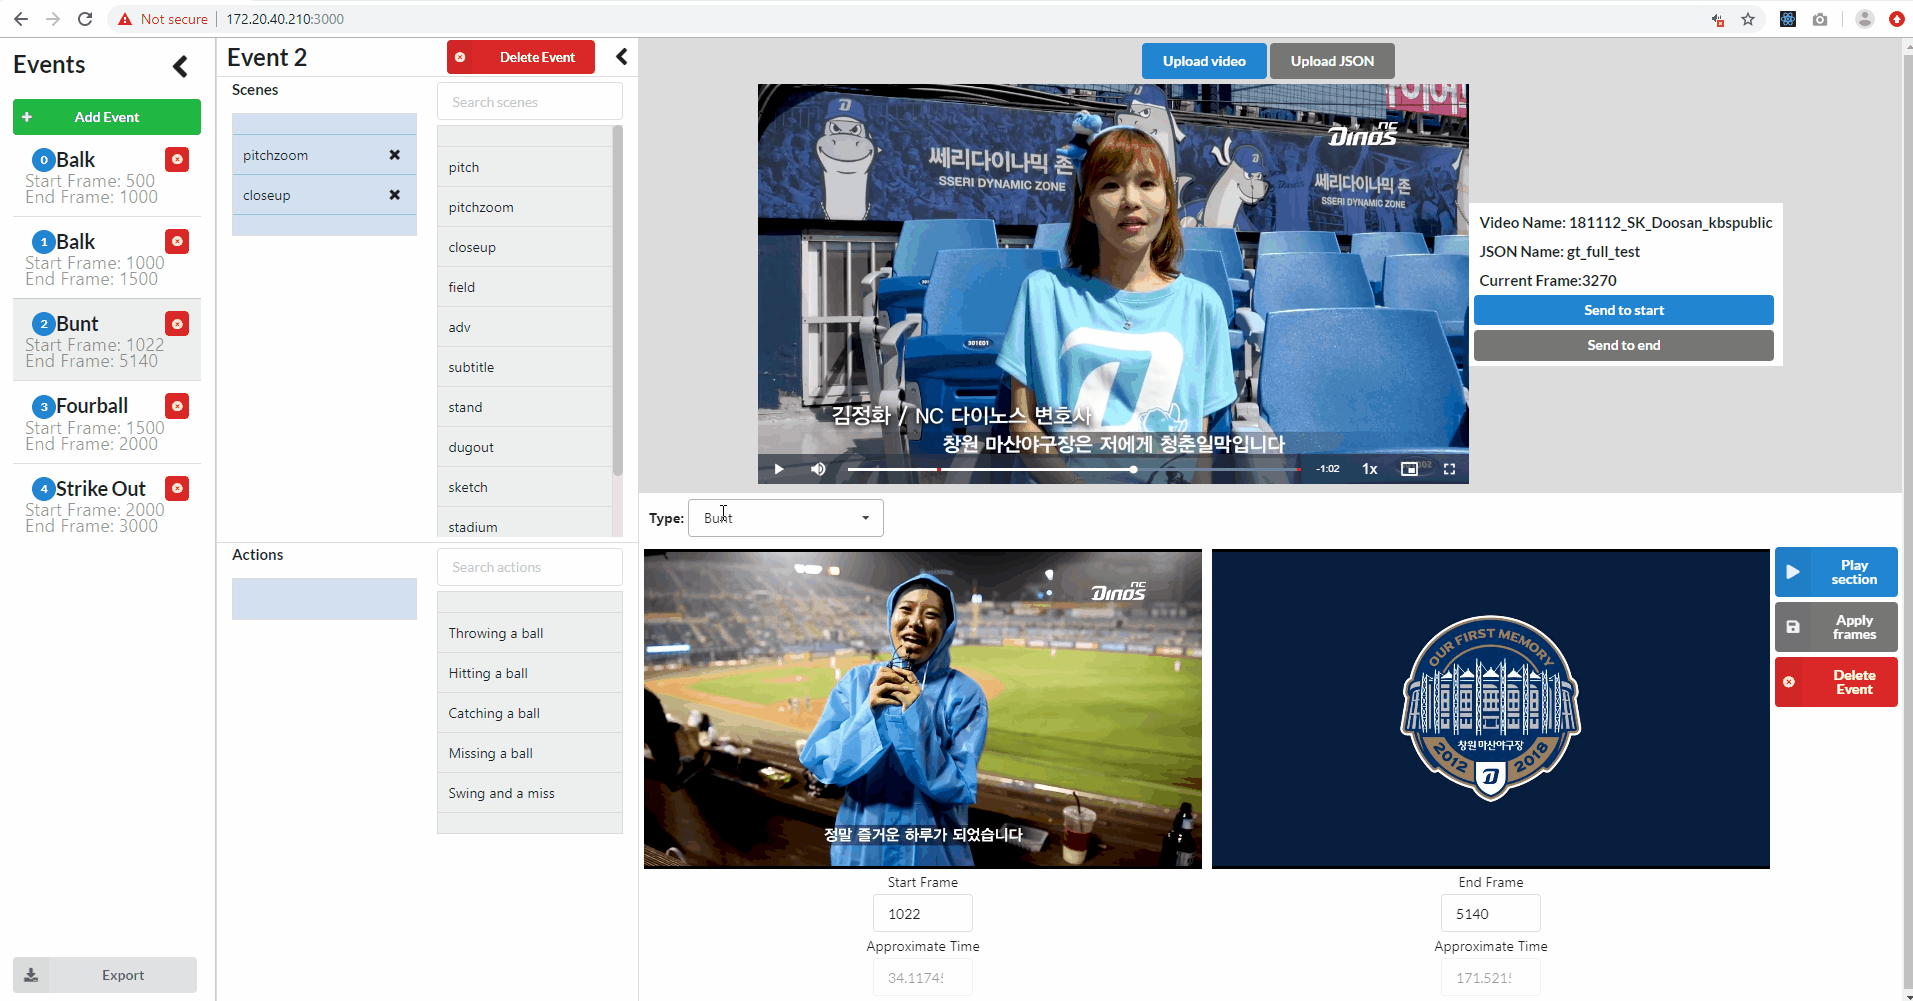 Not secure
172.20.40.210:3000
Events
Add Event
0 Balk
Start Frame: 500
End Frame: 1000
1 Balk
Start Frame: 1000
End Frame: 1500
2 Bunt
Start Frame: 1022
End Frame: 5140
3 Fourball
Start Frame: 1500
End Frame: 2000
4 Strike Out
Start Frame: 2000
End Frame: 3000
Export
Event 2
Delete Event
Scenes
pitchzoom
closeup
Search scenes
pitch
pitchzoom
closeup
field
adv
subtitle
stand
dugout
sketch
stadium
Actions
Search actions
Throwing a ball
Hitting a ball
Catching a ball
Missing a ball
Swing and a miss
Upload video
Upload JSON
NC
Dinos
쎄리다이나믹 존
SSERI DYNAMIC ZONE
쎄리다이나믹 존
SSERI DYNAMIC ZONE
김정화 / NC 다이노스 변호사
창원 마산야구장은 저에게 청춘일막입니다
-1:02
1x
Video Name: 181112_SK_Doosan_kbspublic
JSON Name: gt_full_test
Current Frame:3270
Send to start
Send to end
Type:
Bunt
NC
Dinos
정말 즐거운 하루가 되었습니다
OUR FIRST MEMORY
창원마산야구장
2012
2018
D
Play section
Apply frames
Delete Event
Start Frame
1022
Approximate Time
34.1174
End Frame
5140
Approximate Time
171.521